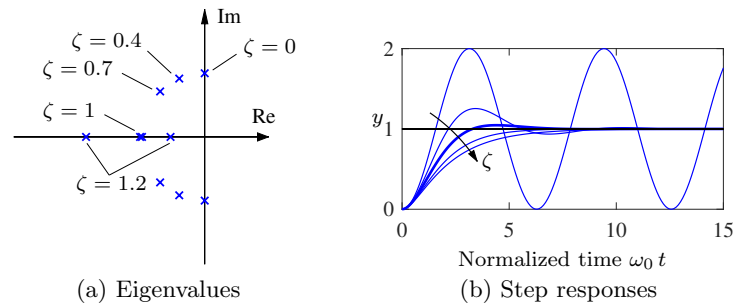 Im
ζ = 0.4
ζ = 0
ζ = 0.7
ζ = 1
Re
ζ = 1.2
(a) Eigenvalues
2
y
1
ζ
0
0
5
10
15
Normalized time ω₀ t
(b) Step responses